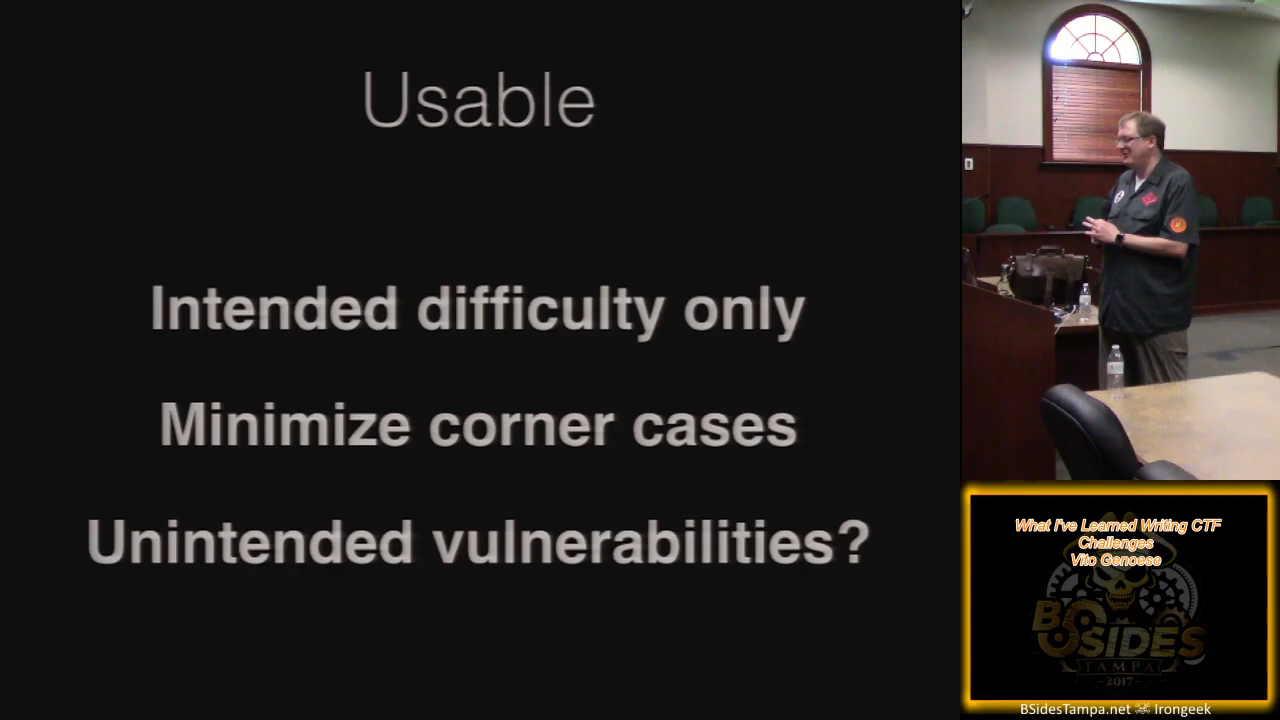 Usable
Intended difficulty only
Minimize corner cases
Unintended vulnerabilities?
What I've Learned Writing CTF
Challenges
Vito Genoese
BSIDES
TAMPA
2017
BSidesTampa.net ☠ Irongeek